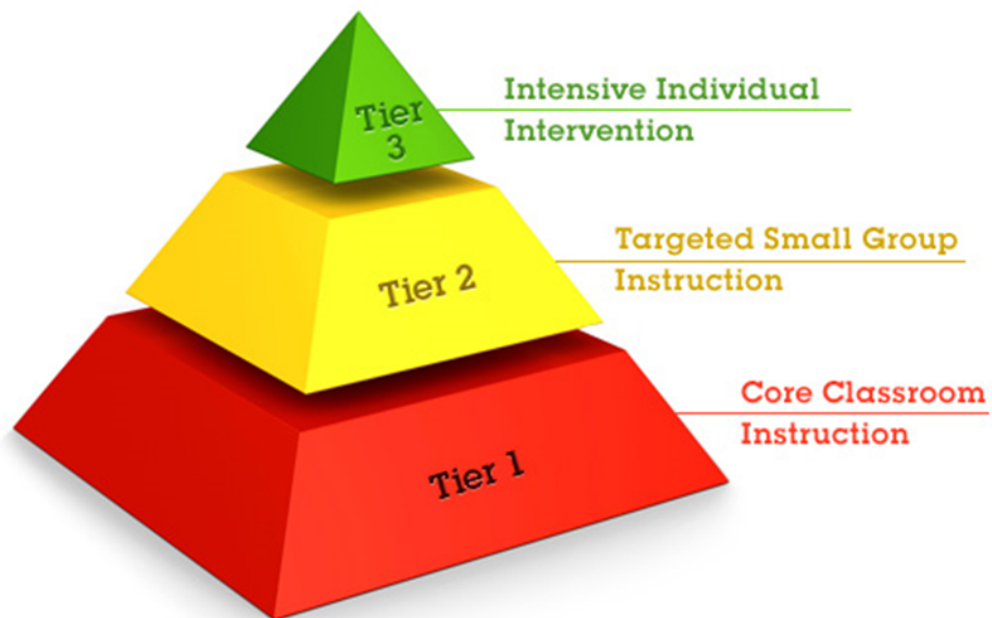 Tier
3
Intensive Individual
Intervention
Tier 2
Targeted Small Group
Instruction
Tier 1
Core Classroom
Instruction